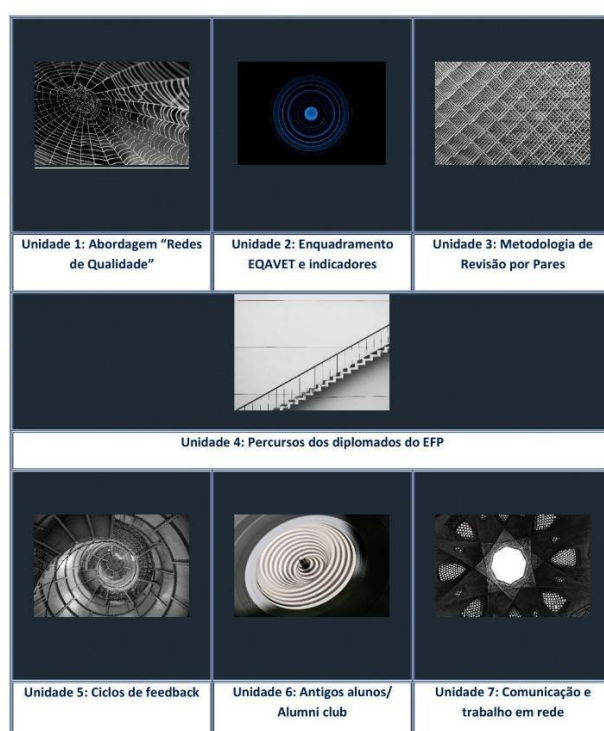 Unidade 1: Abordagem “Redes
de Qualidade”
Unidade 2: Enquadramento
EQAVET e indicadores
Unidade 3: Metodologia de
Revisão por Pares
Unidade 4: Percursos dos diplomados do EFP
Unidade 5: Ciclos de feedback
Unidade 6: Antigos alunos/
Alumni club
Unidade 7: Comunicação e
trabalho em rede